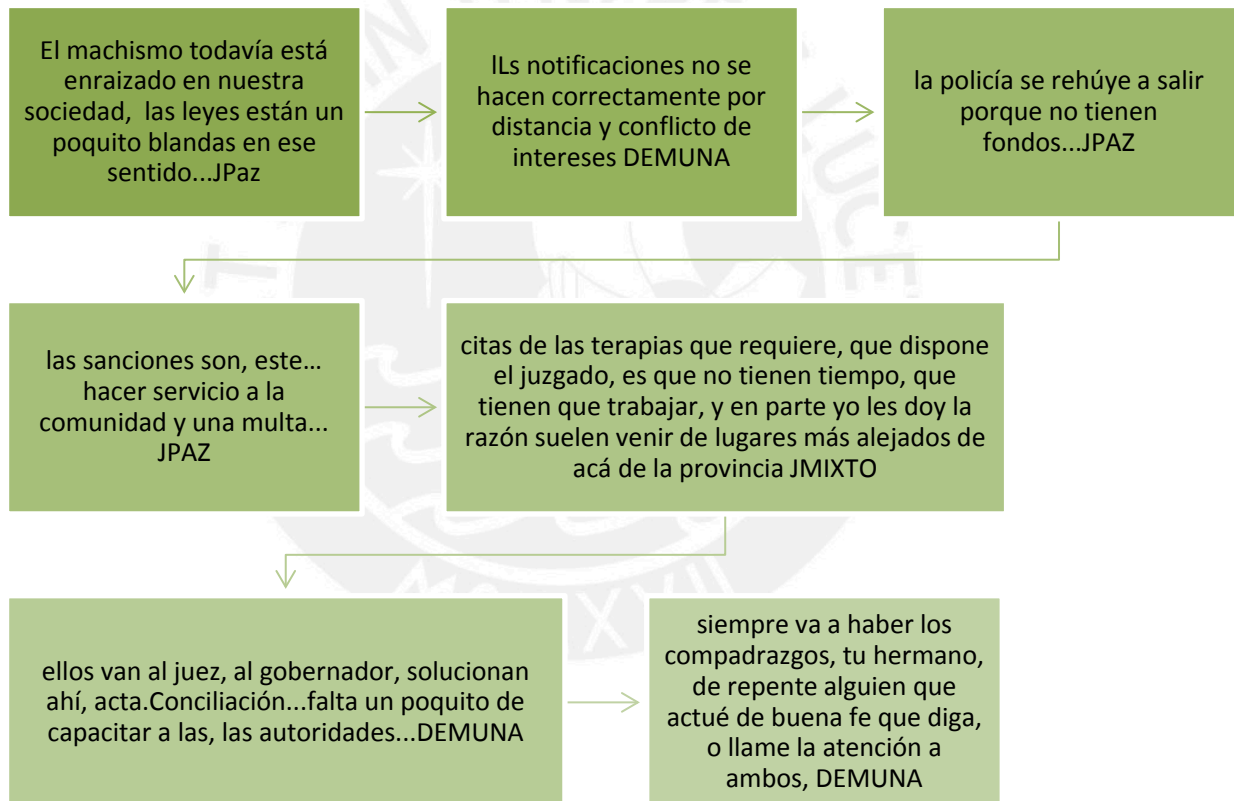 El machismo todavía está
enraizado en nuestra
sociedad, las leyes están un
poquito blandas en ese
sentido...JPaz
lLs notificaciones no se
hacen correctamente por
distancia y conflicto de
intereses DEMUNA
la policía se rehúye a salir
porque no tienen
fondos...JPAZ
las sanciones son, este...
hacer servicio a la
comunidad y una multa...
JPAZ
citas de las terapias que requiere, que dispone
el juzgado, es que no tienen tiempo, que
tienen que trabajar, y en parte yo les doy la
razón suelen venir de lugares más alejados de
acá de la provincia JMIXTO
ellos van al juez, al gobernador, solucionan
ahí, acta.Conciliación...falta un poquito de
capacitar a las, las autoridades...DEMUNA
siempre va a haber los
compadrazgos, tu hermano,
de repente alguien que
actué de buena fe que diga,
o llame la atención a
ambos, DEMUNA